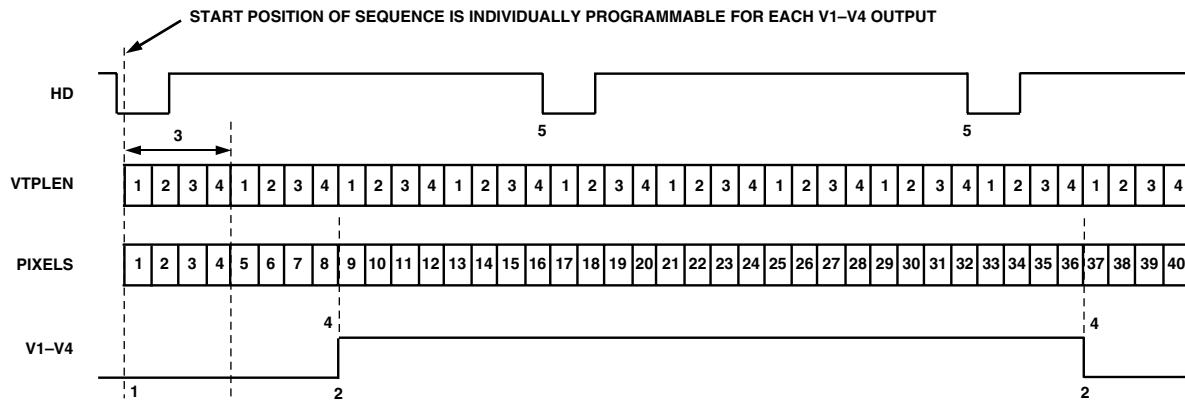 START POSITION OF SEQUENCE IS INDIVIDUALLY PROGRAMMABLE FOR EACH V1–V4 OUTPUT
HD
5 5
3
VTPLEN 1 2 3 4 1 2 3 4 1 2 3 4 1 2 3 4 1 2 3 4 1 2 3 4 1 2 3 4 1 2 3 4 1 2 3 4 1 2 3 4
PIXELS 1 2 3 4 5 6 7 8 9 10 11 12 13 14 15 16 17 18 19 20 21 22 23 24 25 26 27 28 29 30 31 32 33 34 35 36 37 38 39 40
4 4
V1–V4
1 2 2